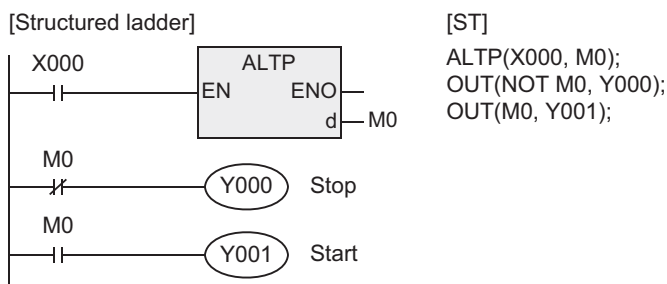 [Structured ladder]
X000
ALTP
EN ENO
d M0
M0
Y000 Stop
M0
Y001 Start
[ST]
ALTP(X000, M0);
OUT(NOT M0, Y000);
OUT(M0, Y001);